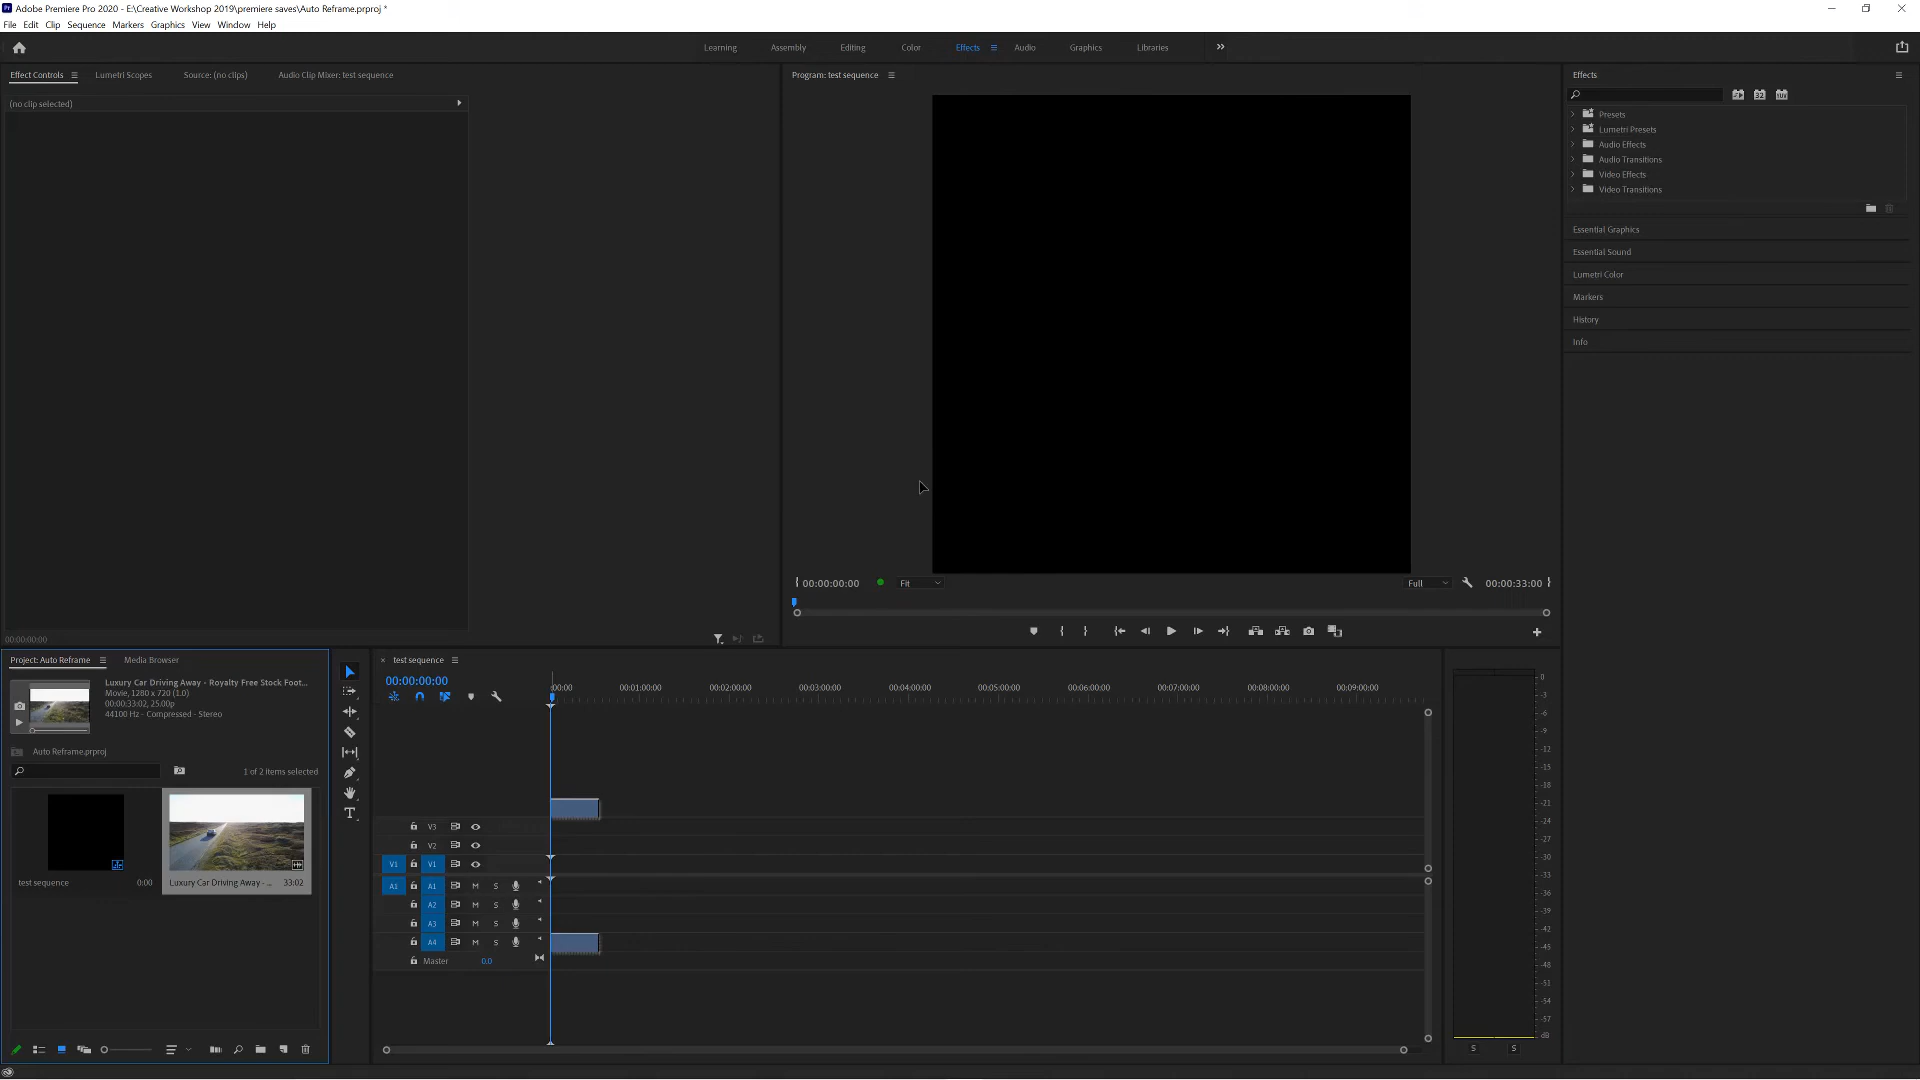 Adobe Premiere Pro 2020 - E:\Creative Workshop 2019\premiere saves\Auto Reframe.prproj *
File Edit Clip Sequence Markers Graphics View Window Help
Learning Assembly Editing Color Effects Audio Graphics Libraries
Effect Controls Lumetri Scopes Source: (no clips) Audio Clip Mixer: test sequence
(no clip selected)
00:00:00:00
Program: test sequence
00:00:00:00 Fit Full 00:00:33:00
Effects
Presets
Lumetri Presets
Audio Effects
Audio Transitions
Video Effects
Video Transitions
Essential Graphics
Essential Sound
Lumetri Color
Markers
History
Info
Project: Auto Reframe Media Browser
Luxury Car Driving Away - Royalty Free Stock Foot...
Movie, 1280 x 720 (1.0)
00:00:33:02, 25.00p
44100 Hz - Compressed - Stereo
Auto Reframe.prproj
1 of 2 items selected
test sequence 0:00
Luxury Car Driving Away - ... 33:02
test sequence
00:00:00:00
:00:00 00:01:00:00 00:02:00:00 00:03:00:00 00:04:00:00 00:05:00:00 00:06:00:00 00:07:00:00 00:08:00:00 00:09:00:00
V3
V2
V1 V1
A1 A1 M S
A2 M S
A3 M S
A4 M S
Master 0.0
0
-3
-6
-9
-12
-15
-18
-21
-24
-27
-30
-33
-36
-39
-42
-45
-48
-51
-54
-57
dB
S S